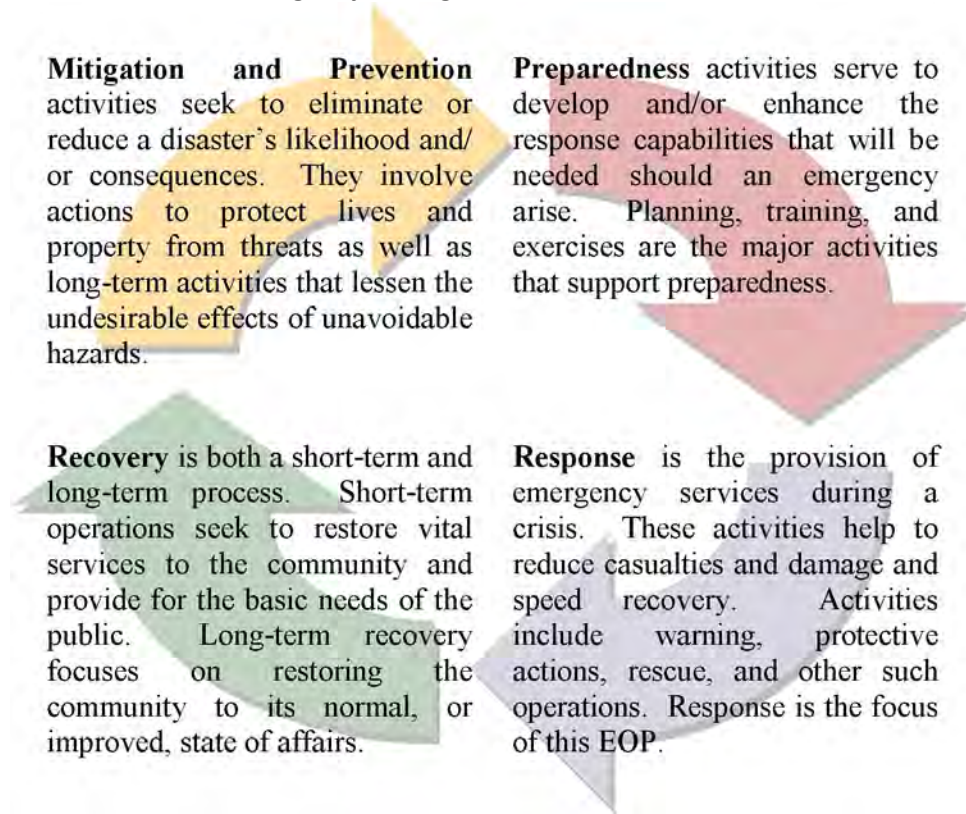 Mitigation and Prevention
activities seek to eliminate or
reduce a disaster's likelihood and/
or consequences. They involve
actions to protect lives and
property from threats as well as
long-term activities that lessen the
undesirable effects of unavoidable
hazards.
Preparedness activities serve to
develop and/or enhance the
response capabilities that will be
needed should an emergency
arise. Planning, training, and
exercises are the major activities
that support preparedness.
Recovery is both a short-term and
long-term process. Short-term
operations seek to restore vital
services to the community and
provide for the basic needs of the
public. Long-term recovery
focuses on restoring the
community to its normal, or
improved, state of affairs.
Response is the provision of
emergency services during a
crisis. These activities help to
reduce casualties and damage and
speed recovery. Activities
include warning, protective
actions, rescue, and other such
operations. Response is the focus
of this EOP.